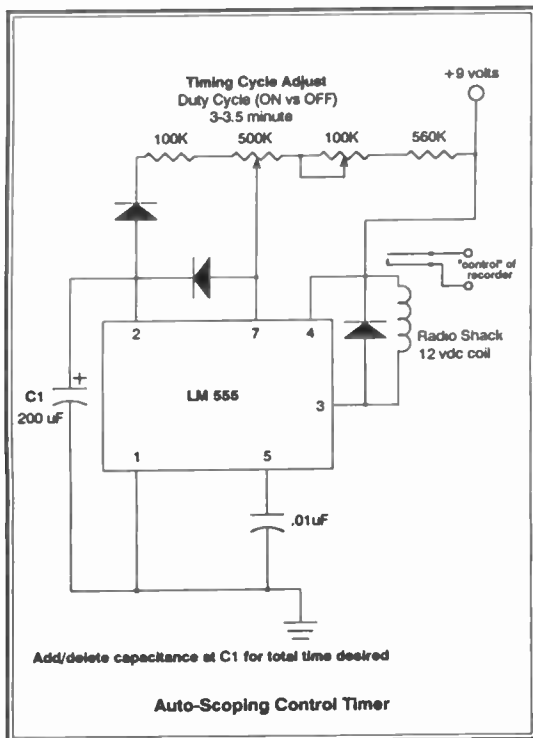 +9 volts
Timing Cycle Adjust
Duty Cycle (ON vs OFF)
3-3.5 minute
100K 500K 100K 560K
"control" of
recorder
2 7 4
Radio Shack
12 vdc coil
C1 +
200 uF
LM 555
3
1 5
.01uF
Add/delete capacitance at C1 for total time desired
Auto-Scoping Control Timer